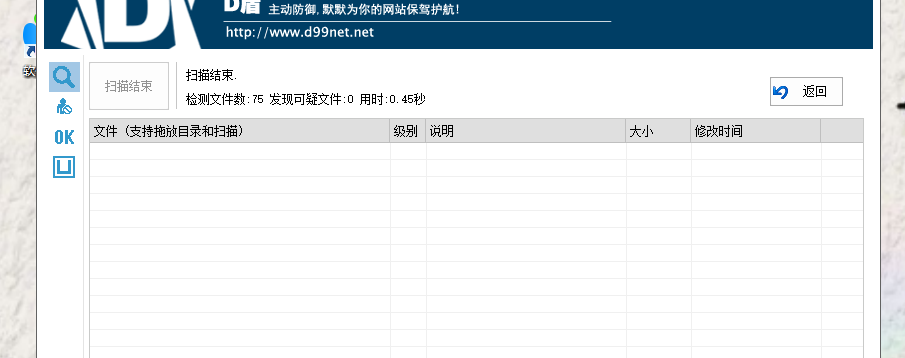 D盾 主动防御,默默为你的网站保驾护航!
http://www.d99net.net
扫描结束
扫描结束.
检测文件数:75 发现可疑文件:0 用时:0.45秒
返回
OK
文件（支持拖放目录和扫描） 级别 说明 大小 修改时间